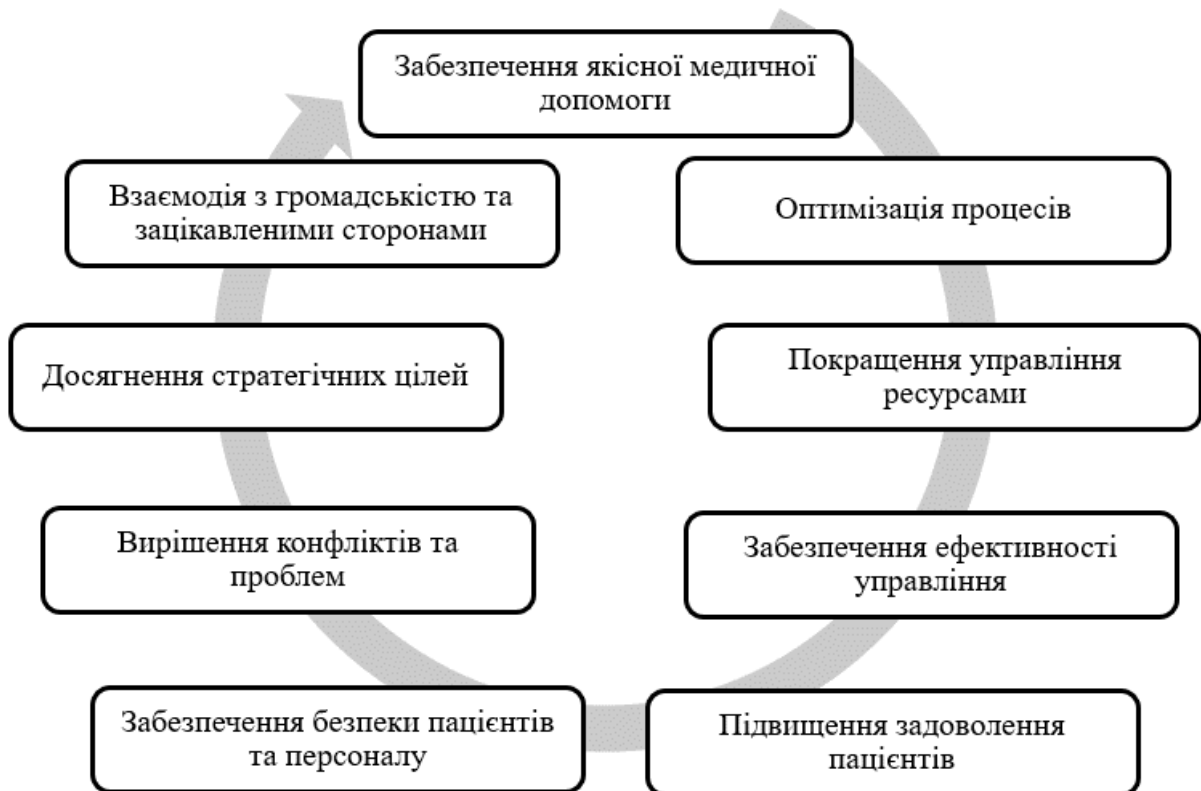 Забезпечення якісної медичної
допомоги
Оптимізація процесів
Покращення управління
ресурсами
Забезпечення ефективності
управління
Підвищення задоволення
пацієнтів
Забезпечення безпеки пацієнтів
та персоналу
Вирішення конфліктів та
проблем
Досягнення стратегічних цілей
Взаємодія з громадськістю та
зацікавленими сторонами